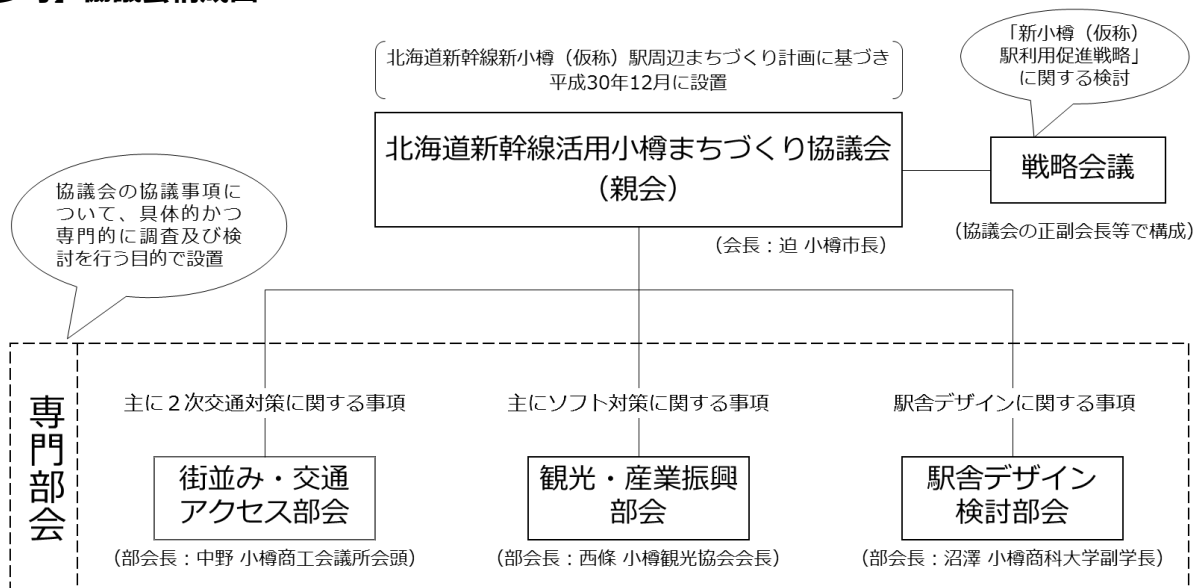 協議会構成図
北海道新幹線新小樽（仮称）駅周辺まちづくり計画に基づき
平成30年12月に設置
「新小樽（仮称）
駅利用促進戦略」
に関する検討
北海道新幹線活用小樽まちづくり協議会
（親会）
戦略会議
（会長：迫 小樽市長）
（協議会の正副会長等で構成）
協議会の協議事項に
ついて、具体的かつ
専門的に調査及び検
討を行う目的で設置
専門部会
主に２次交通対策に関する事項
街並み・交通
アクセス部会
（部会長：中野 小樽商工会議所会頭）
主にソフト対策に関する事項
観光・産業振興
部会
（部会長：西條 小樽観光協会会長）
駅舎デザインに関する事項
駅舎デザイン
検討部会
（部会長：沼澤 小樽商科大学副学長）